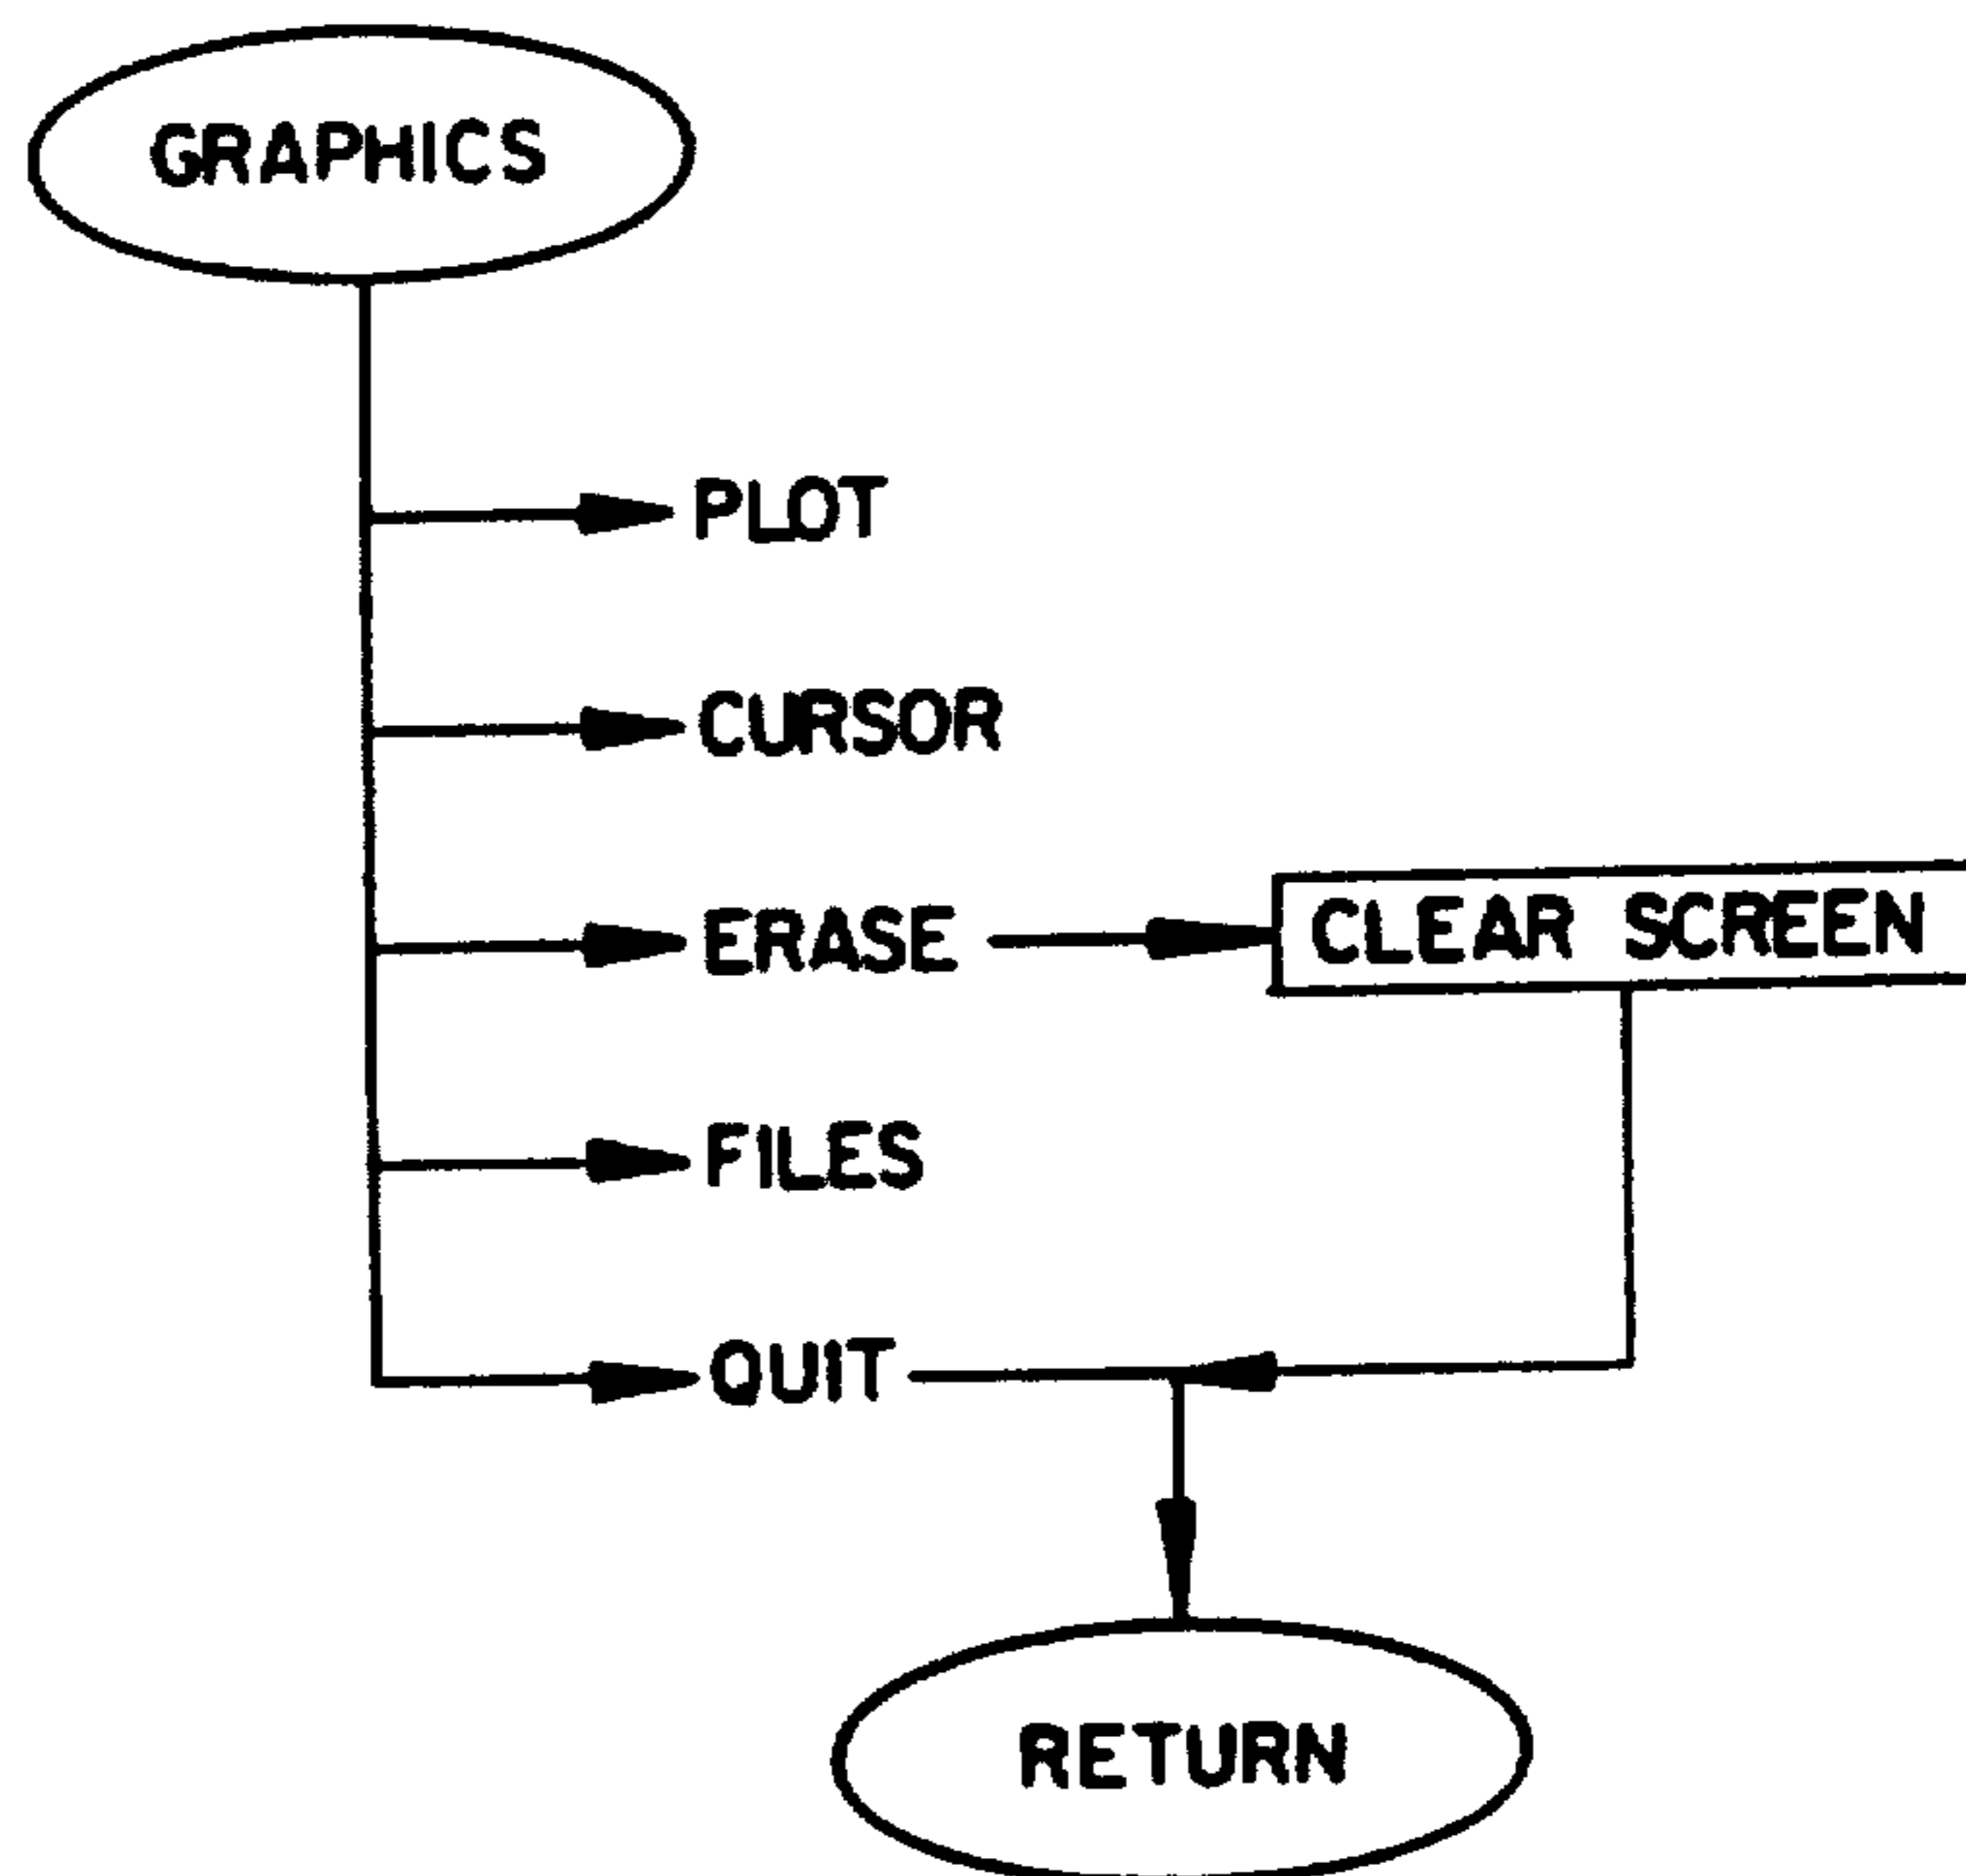 GRAPHICS
PLOT
CURSOR
ERASE
CLEAR SCREEN
FILES
QUIT
RETURN